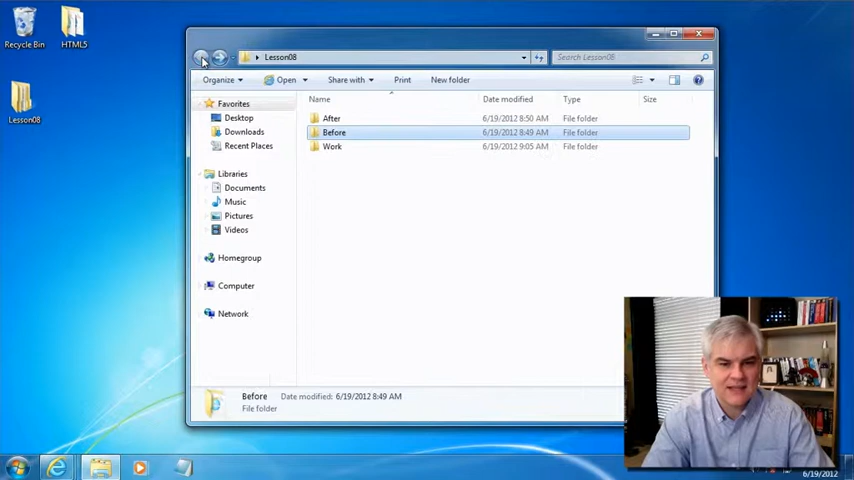 Recycle Bin
HTML5
Lesson08
Lesson08
Search Lesson08
Organize
Open
Share with
Print
New folder
Name
Date modified
Type
Size
Favorites
Desktop
Downloads
Recent Places
Libraries
Documents
Music
Pictures
Videos
Homegroup
Computer
Network
After 6/19/2012 8:50 AM File folder
Before 6/19/2012 8:49 AM File folder
Work 6/19/2012 9:05 AM File folder
Before Date modified: 6/19/2012 8:49 AM
File folder
6/19/2012